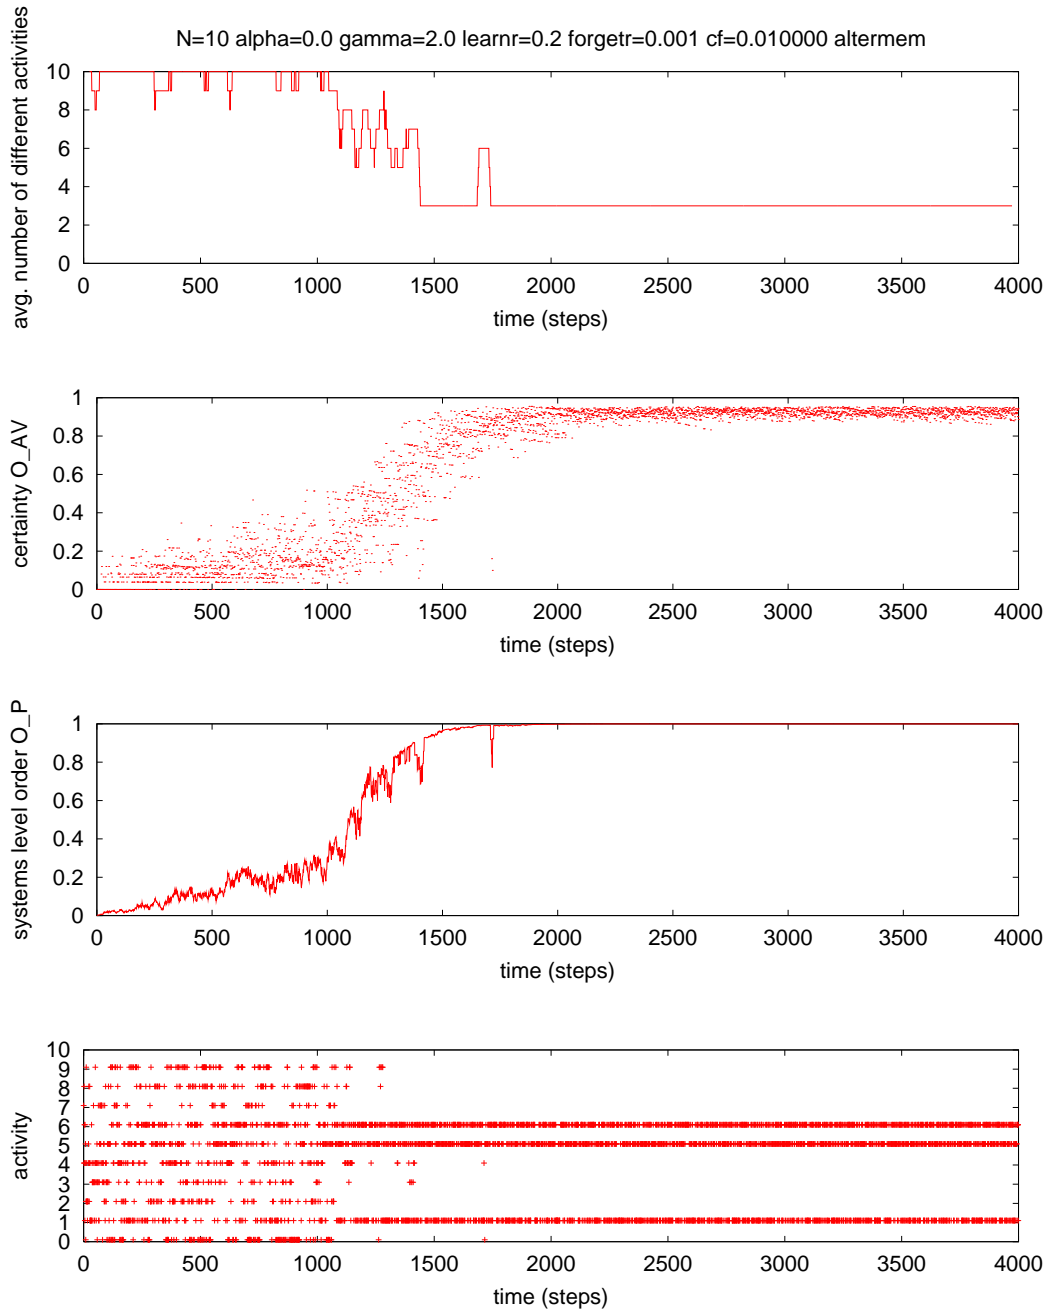 N=10 alpha=0.0 gamma=2.0 learnr=0.2 forgetr=0.001 cf=0.010000 altermem
avg. number of different activities
10
8
6
4
2
0
0 500 1000 1500 2000 2500 3000 3500 4000
time (steps)
certainty O_AV
1
0.8
0.6
0.4
0.2
0
0 500 1000 1500 2000 2500 3000 3500 4000
time (steps)
systems level order O_P
1
0.8
0.6
0.4
0.2
0
0 500 1000 1500 2000 2500 3000 3500 4000
time (steps)
activity
10
9
8
7
6
5
4
3
2
1
0
0 500 1000 1500 2000 2500 3000 3500 4000
time (steps)